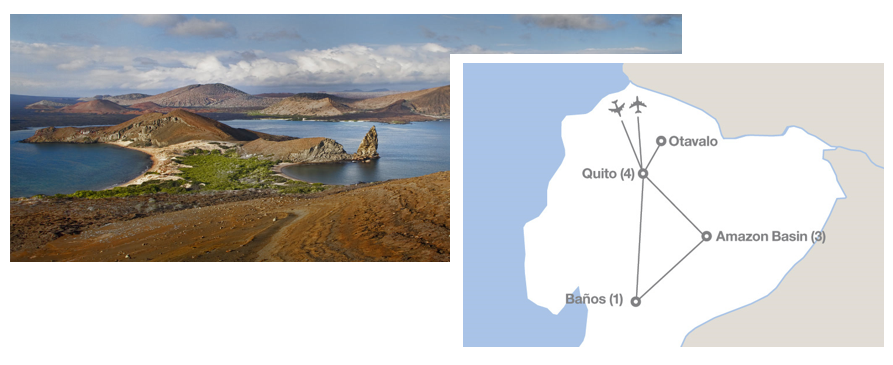 Otavalo
Quito (4)
Amazon Basin (3)
Baños (1)